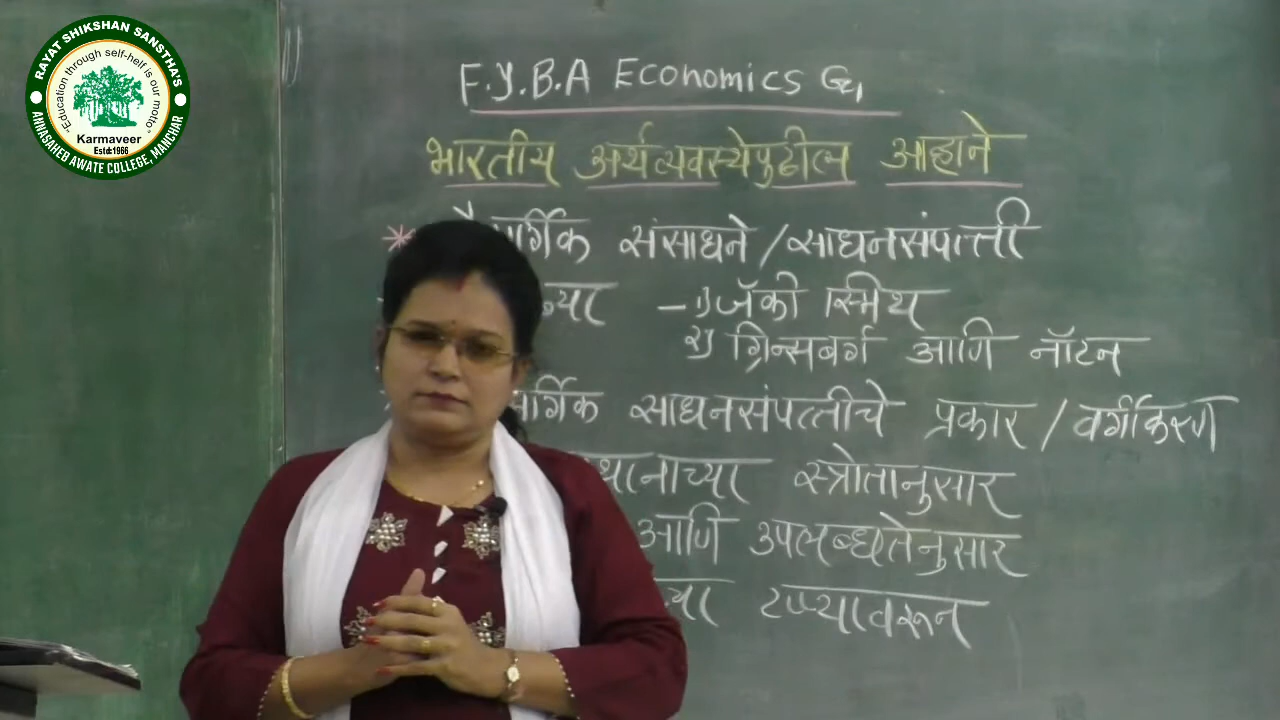 RAYAT SHIKSHAN SANSTHA'S
"Education through self-helf is our motto"
Karmaveer
Estd:1966
ANNASAHEB AWATE COLLEGE, MANCHAR
F.Y.B.A Economics G1
भारतीय अर्थव्यवस्थेपुढील आव्हाने
संसाधने / साधनसंपत्ती
- १) जॅकी स्मिथ
२) ग्रिन्सबर्ग आणि नॉटन
साधनसंपत्तीचे प्रकार / वर्गीकरण
स्त्रोतानुसार
आणि उपलब्धतेनुसार
टप्प्यावरून